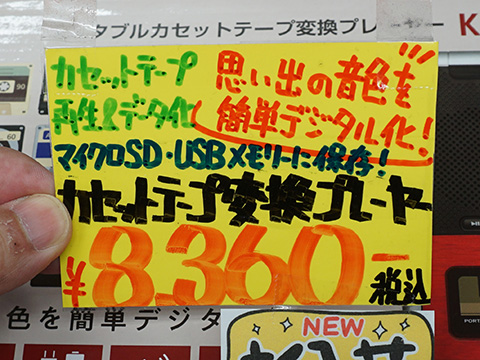 タブルカセットテープ変換プレーヤー K
カセットテープ
再生&データ化
思い出の音色を
簡単デジタル化!
マイクロSD・USBメモリーに保存!
カセットテープ変換プレーヤー
¥8,360-
税込
色を簡単デジタ
NEW